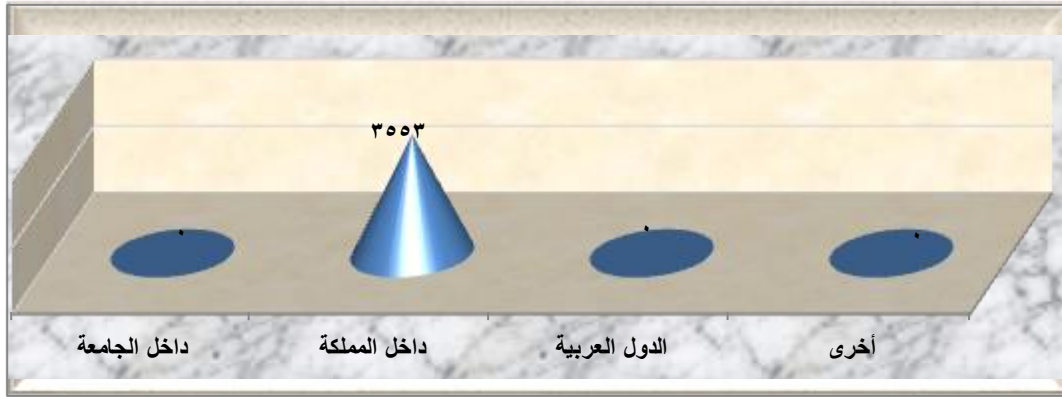 ٣٥٥٣
٠
٠
٠
داخل الجامعة
داخل المملكة
الدول العربية
أخرى